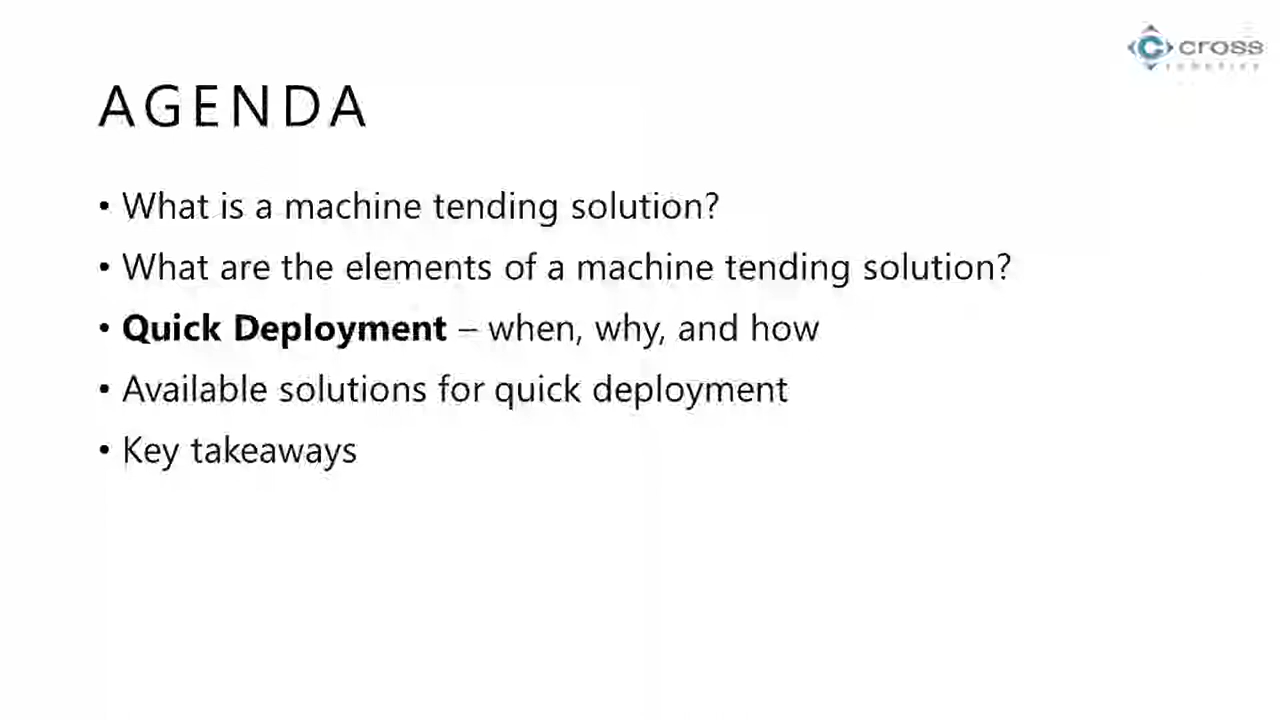 cross
robotics
AGENDA
• What is a machine tending solution?
• What are the elements of a machine tending solution?
• Quick Deployment – when, why, and how
• Available solutions for quick deployment
• Key takeaways